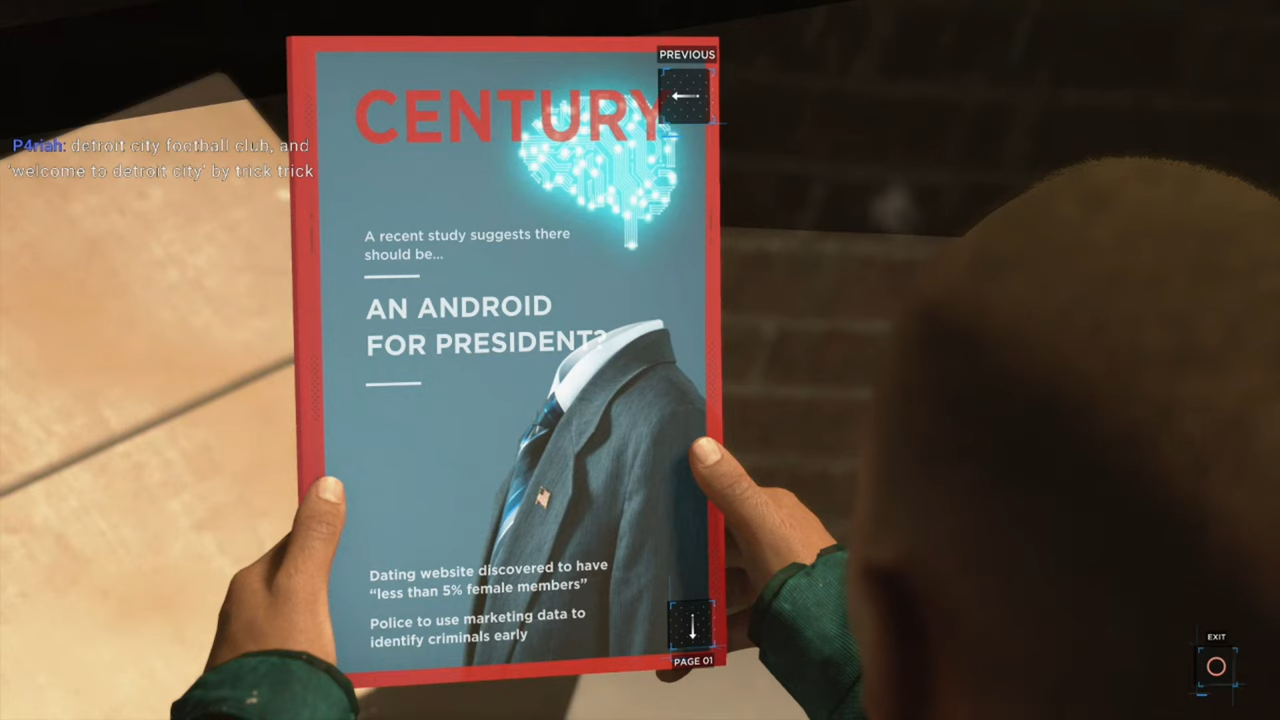 PREVIOUS
CENTURY
P4riah: detroit city football club, and
'welcome to detroit city' by trick trick
A recent study suggests there
should be...
AN ANDROID
FOR PRESIDENT?
Dating website discovered to have
“less than 5% female members”
Police to use marketing data to
identify criminals early
PAGE 01
EXIT